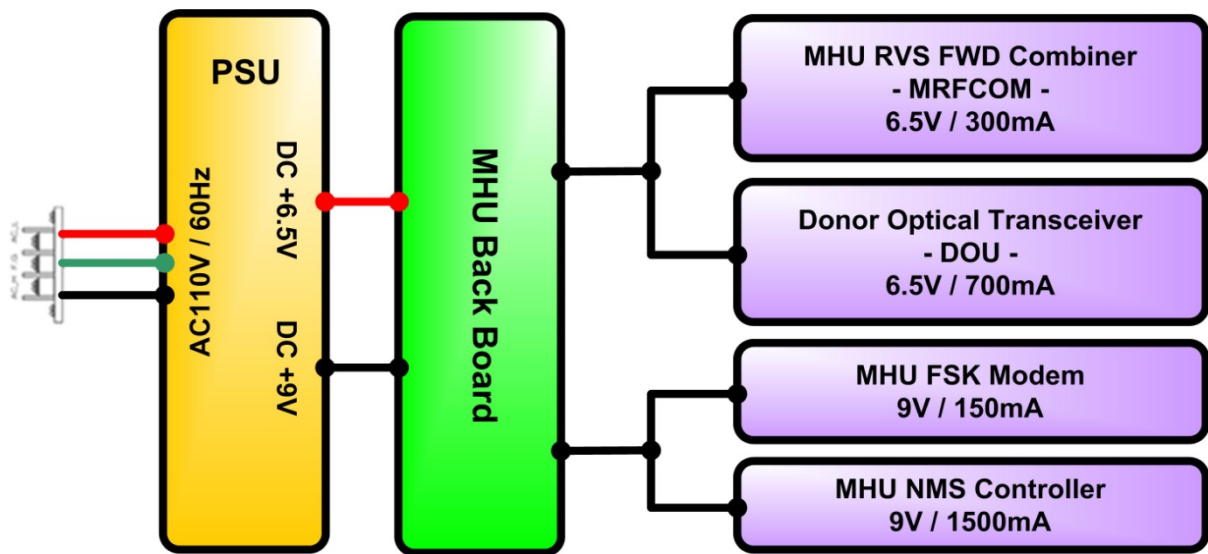 PSU
AC110V / 60Hz
DC +6.5V
DC +9V
MHU Back Board
MHU RVS FWD Combiner
- MRFCOM -
6.5V / 300mA
Donor Optical Transceiver
- DOU -
6.5V / 700mA
MHU FSK Modem
9V / 150mA
MHU NMS Controller
9V / 1500mA